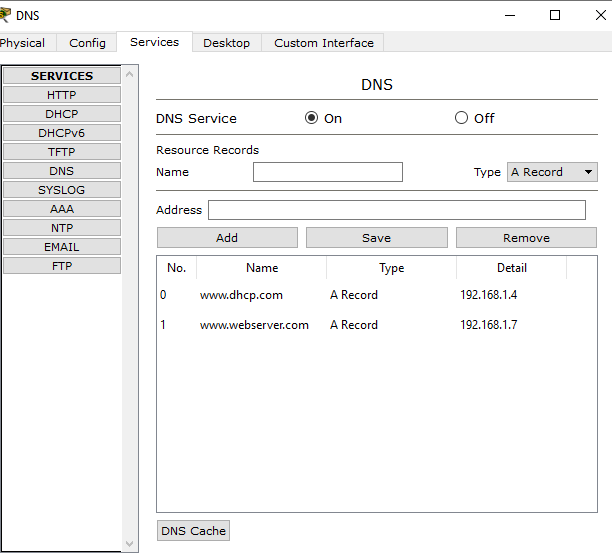 DNS
Physical Config Services Desktop Custom Interface
SERVICES
HTTP
DHCP
DHCPv6
TFTP
DNS
SYSLOG
AAA
NTP
EMAIL
FTP
DNS
DNS Service On Off
Resource Records
Name Type A Record
Address
Add Save Remove
No. Name Type Detail
0 www.dhcp.com A Record 192.168.1.4
1 www.webserver.com A Record 192.168.1.7
DNS Cache